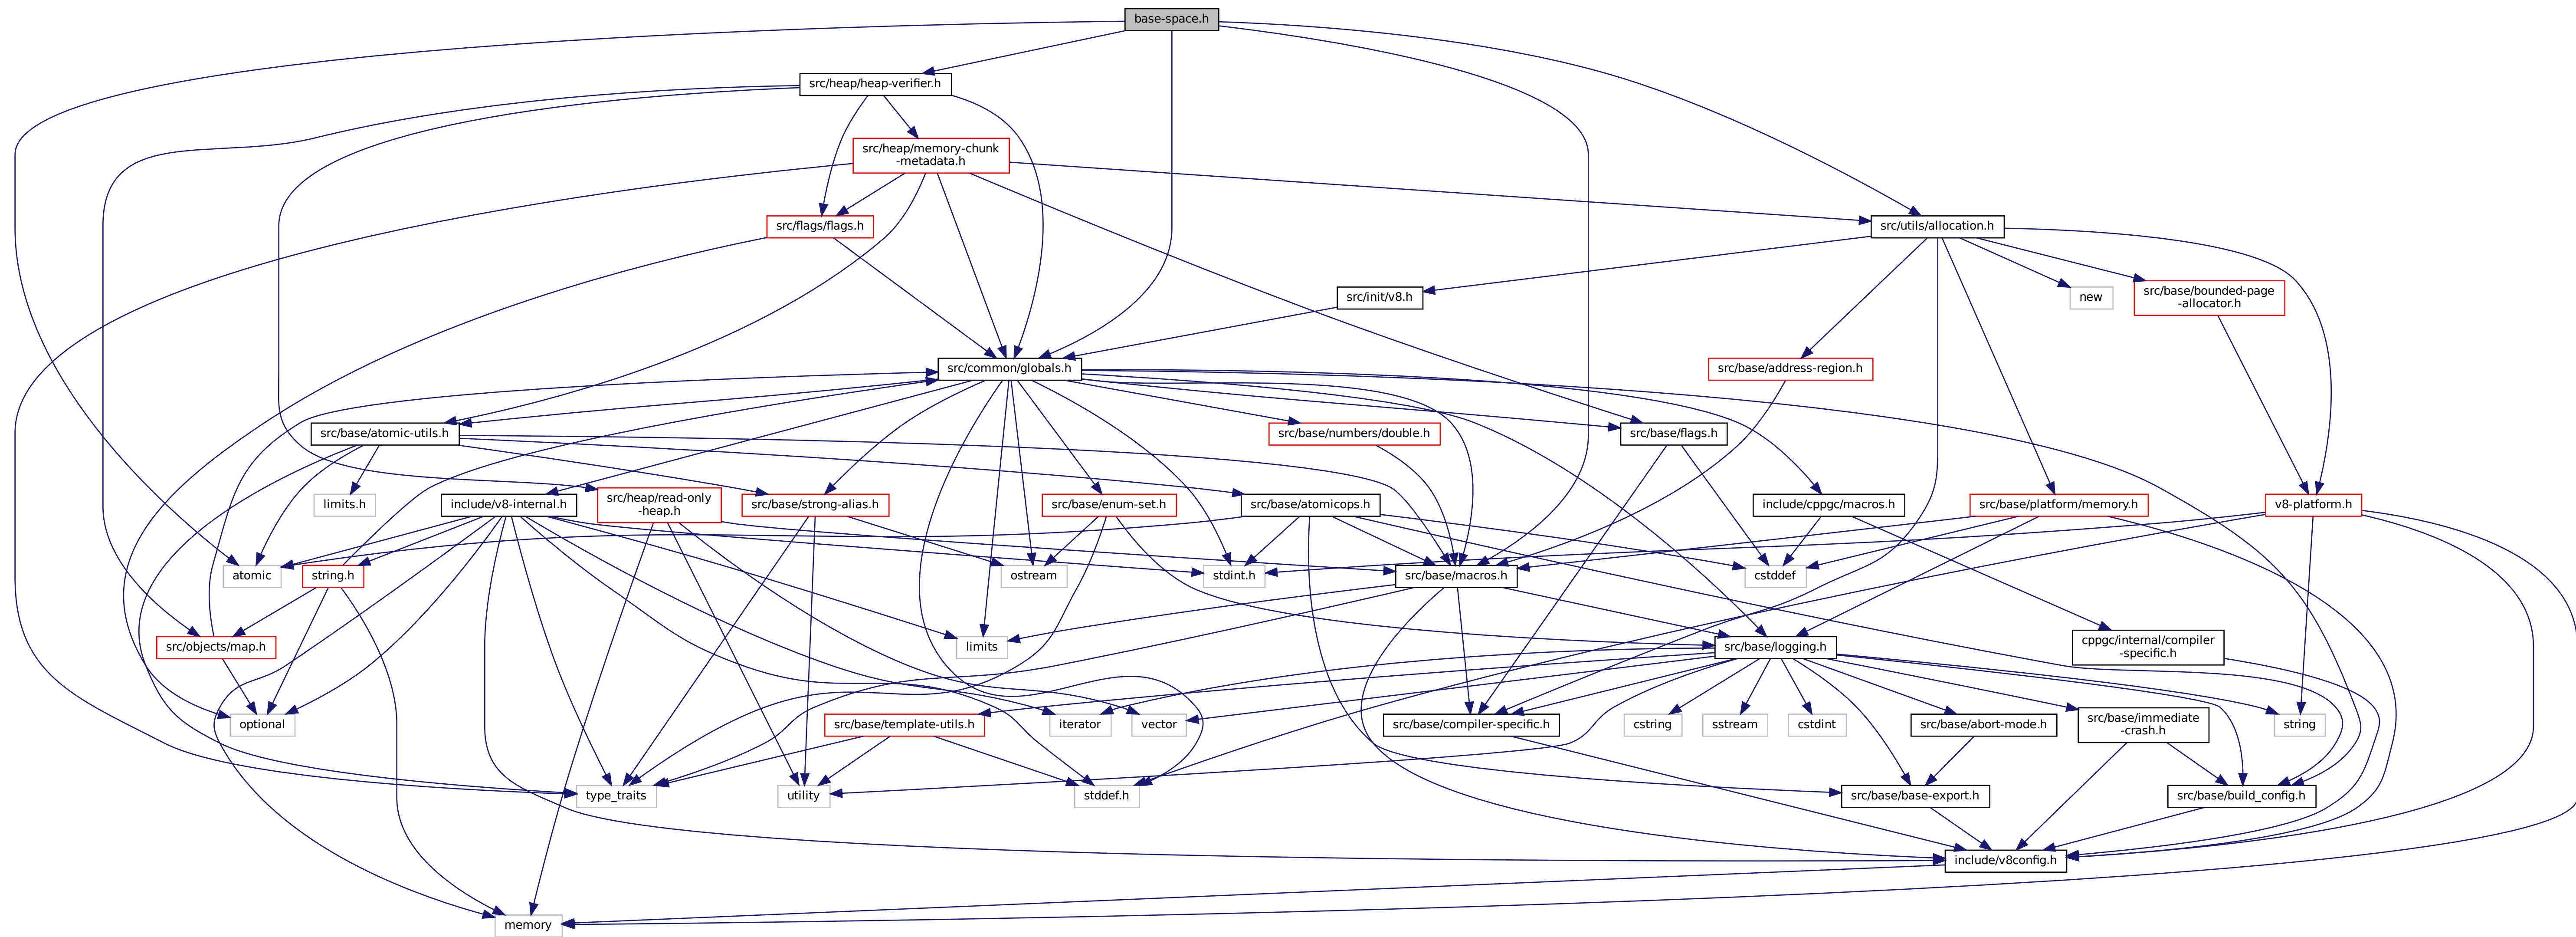 base-space.h
src/heap/heap-verifier.h
src/heap/memory-chunk
-metadata.h
src/flags/flags.h
src/utils/allocation.h
src/init/v8.h
new
src/base/bounded-page
-allocator.h
src/common/globals.h
src/base/address-region.h
src/base/atomic-utils.h
src/base/numbers/double.h
src/base/flags.h
limits.h
include/v8-internal.h
src/heap/read-only
-heap.h
src/base/strong-alias.h
src/base/enum-set.h
src/base/atomicops.h
include/cppgc/macros.h
src/base/platform/memory.h
v8-platform.h
atomic
string.h
ostream
stdint.h
src/base/macros.h
cstddef
src/objects/map.h
limits
src/base/logging.h
cppgc/internal/compiler
-specific.h
optional
src/base/template-utils.h
iterator
vector
src/base/compiler-specific.h
cstring
sstream
cstdint
src/base/abort-mode.h
src/base/immediate
-crash.h
string
type_traits
utility
stddef.h
src/base/base-export.h
src/base/build_config.h
include/v8config.h
memory